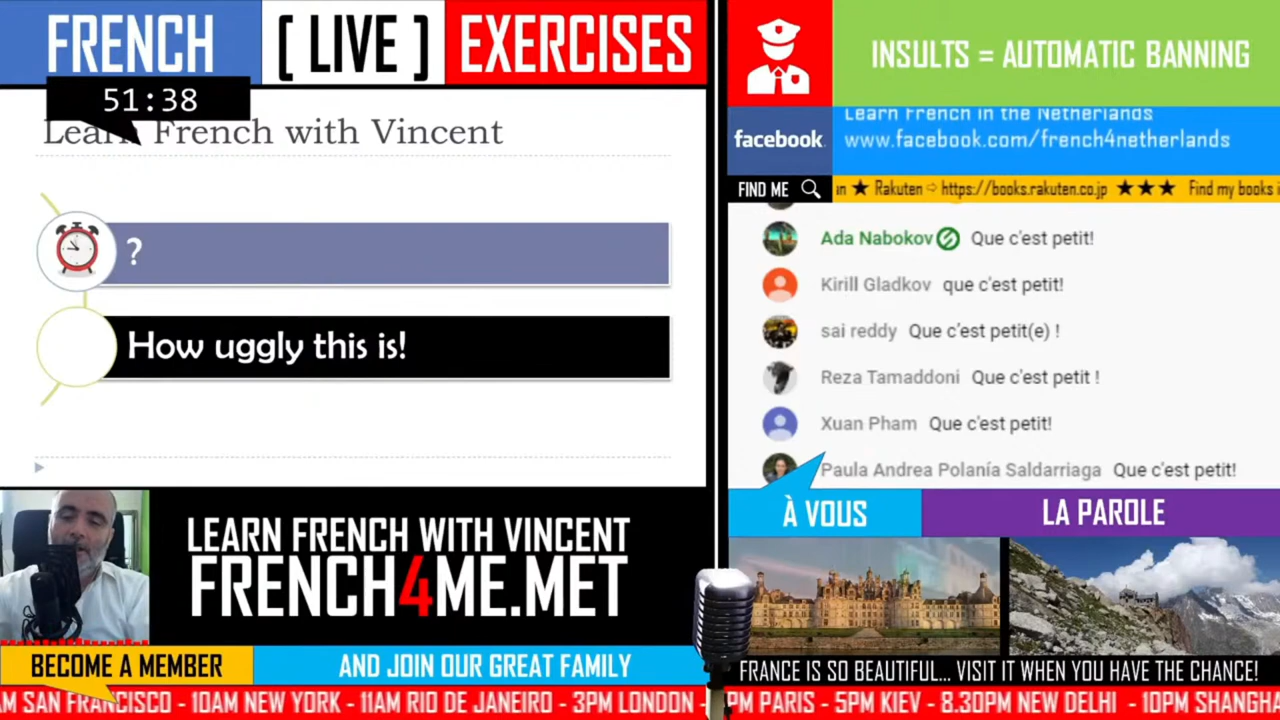 FRENCH [ LIVE ] EXERCISES
51:38
Learn French with Vincent
?
How uggly this is!
LEARN FRENCH WITH VINCENT
FRENCH4ME.MET
BECOME A MEMBER
AND JOIN OUR GREAT FAMILY
INSULTS = AUTOMATIC BANNING
facebook.
Learn French in the Netherlands
www.facebook.com/french4netherlands
FIND ME
★ Rakuten ⇨ https://books.rakuten.co.jp ★★★ Find my books
Ada Nabokov Que c'est petit!
Kirill Gladkov que c'est petit!
sai reddy Que c'est petit(e) !
Reza Tamaddoni Que c'est petit !
Xuan Pham Que c'est petit!
Paula Andrea Polanía Saldarriaga Que c'est petit!
À VOUS LA PAROLE
FRANCE IS SO BEAUTIFUL... VISIT IT WHEN YOU HAVE THE CHANCE!
AM SAN FRANCISCO - 10AM NEW YORK - 11AM RIO DE JANEIRO - 3PM LONDON - PM PARIS - 5PM KIEV - 8.30PM NEW DELHI - 10PM SHANGHA